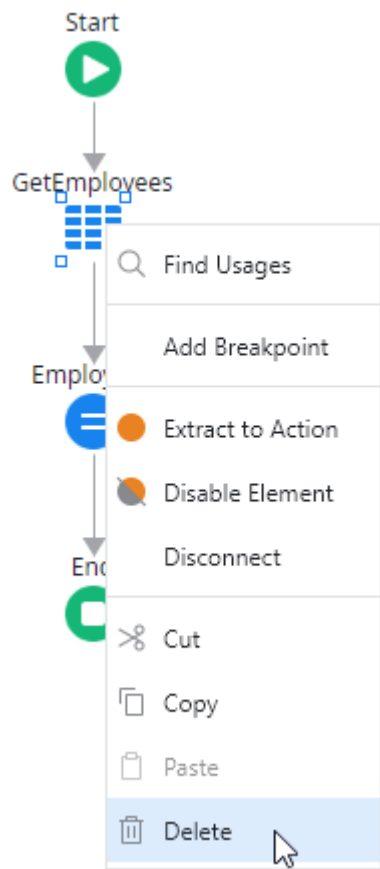 Start
GetEmployees
Find Usages
Add Breakpoint
Employ
Extract to Action
Disable Element
Disconnect
End
Cut
Copy
Paste
Delete